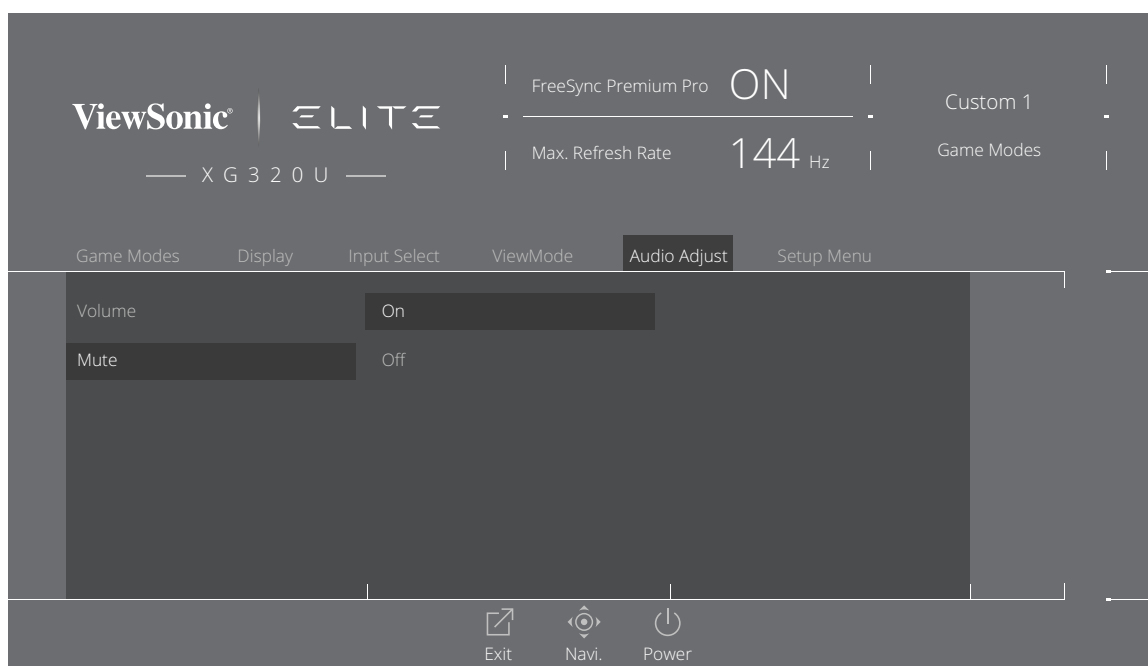 ViewSonic® ELITE
XG320U
FreeSync Premium Pro ON
Max. Refresh Rate 144 Hz
Custom 1
Game Modes
Game Modes Display Input Select ViewMode Audio Adjust Setup Menu
Volume On
Mute Off
Exit Navi. Power